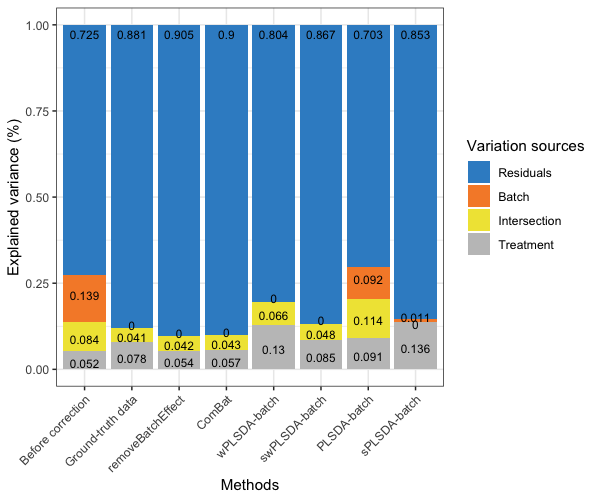 1.00
0.75
0.50
0.25
0.00
Explained variance (%)
0.725 0.881 0.905 0.9 0.804 0.867 0.703 0.853
0.139 0 0 0 0 0 0.092 0.011
0.084 0.041 0.042 0.043 0.066 0.048 0.114 0
0.052 0.078 0.054 0.057 0.13 0.085 0.091 0.136
Before correction
Ground-truth data
removeBatchEffect
ComBat
wPLSDA-batch
swPLSDA-batch
PLSDA-batch
sPLSDA-batch
Methods
Variation sources
Residuals
Batch
Intersection
Treatment